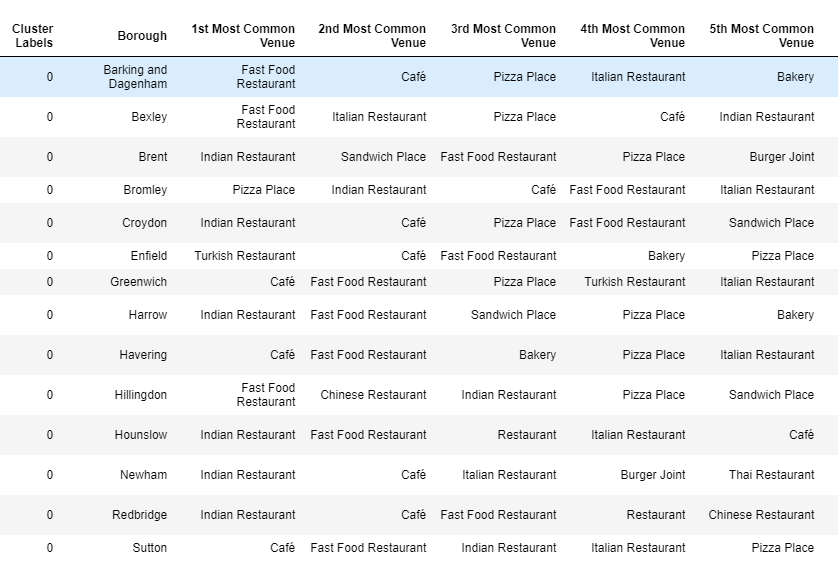 Cluster Labels Borough 1st Most Common Venue 2nd Most Common Venue 3rd Most Common Venue 4th Most Common Venue 5th Most Common Venue
0 Barking and Dagenham Fast Food Restaurant Café Pizza Place Italian Restaurant Bakery
0 Bexley Fast Food Restaurant Italian Restaurant Pizza Place Café Indian Restaurant
0 Brent Indian Restaurant Sandwich Place Fast Food Restaurant Pizza Place Burger Joint
0 Bromley Pizza Place Indian Restaurant Café Fast Food Restaurant Italian Restaurant
0 Croydon Indian Restaurant Café Pizza Place Fast Food Restaurant Sandwich Place
0 Enfield Turkish Restaurant Café Fast Food Restaurant Bakery Pizza Place
0 Greenwich Café Fast Food Restaurant Pizza Place Turkish Restaurant Italian Restaurant
0 Harrow Indian Restaurant Fast Food Restaurant Sandwich Place Pizza Place Bakery
0 Havering Café Fast Food Restaurant Bakery Pizza Place Italian Restaurant
0 Hillingdon Fast Food Restaurant Chinese Restaurant Indian Restaurant Pizza Place Sandwich Place
0 Hounslow Indian Restaurant Fast Food Restaurant Restaurant Italian Restaurant Café
0 Newham Indian Restaurant Café Italian Restaurant Burger Joint Thai Restaurant
0 Redbridge Indian Restaurant Café Fast Food Restaurant Restaurant Chinese Restaurant
0 Sutton Café Fast Food Restaurant Indian Restaurant Italian Restaurant Pizza Place